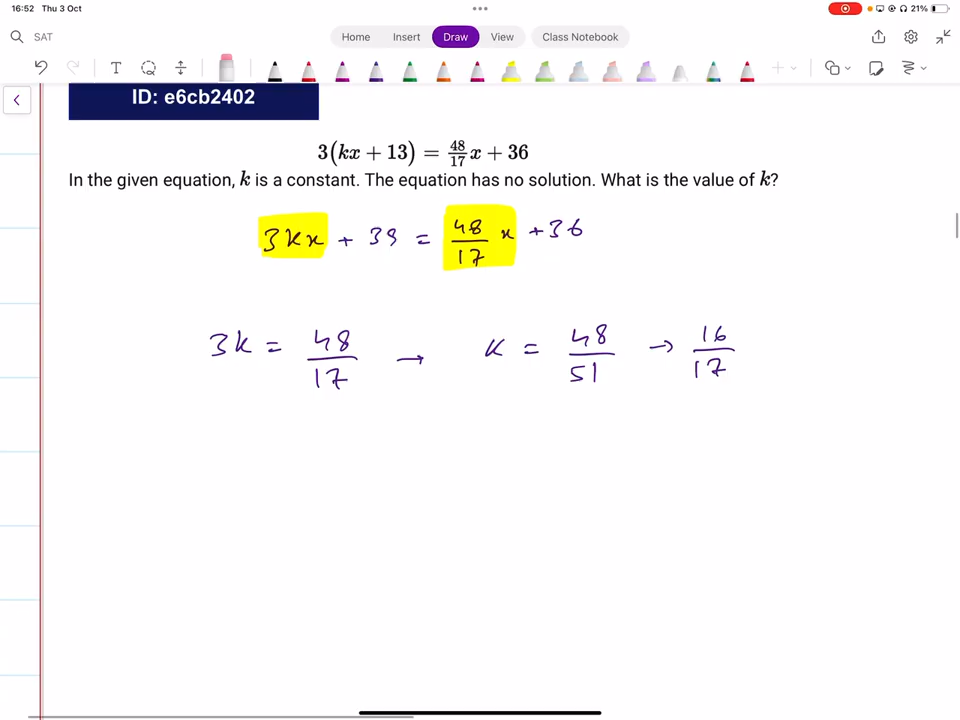 16:52 Thu 3 Oct ••• 21%
SAT Home Insert Draw View Class Notebook
T
ID: e6cb2402
3(kx + 13) = 48/17 x + 36
In the given equation, k is a constant. The equation has no solution. What is the value of k?
3kx + 39 = 48/17 x + 36
3k = 48/17 → k = 48/51 → 16/17